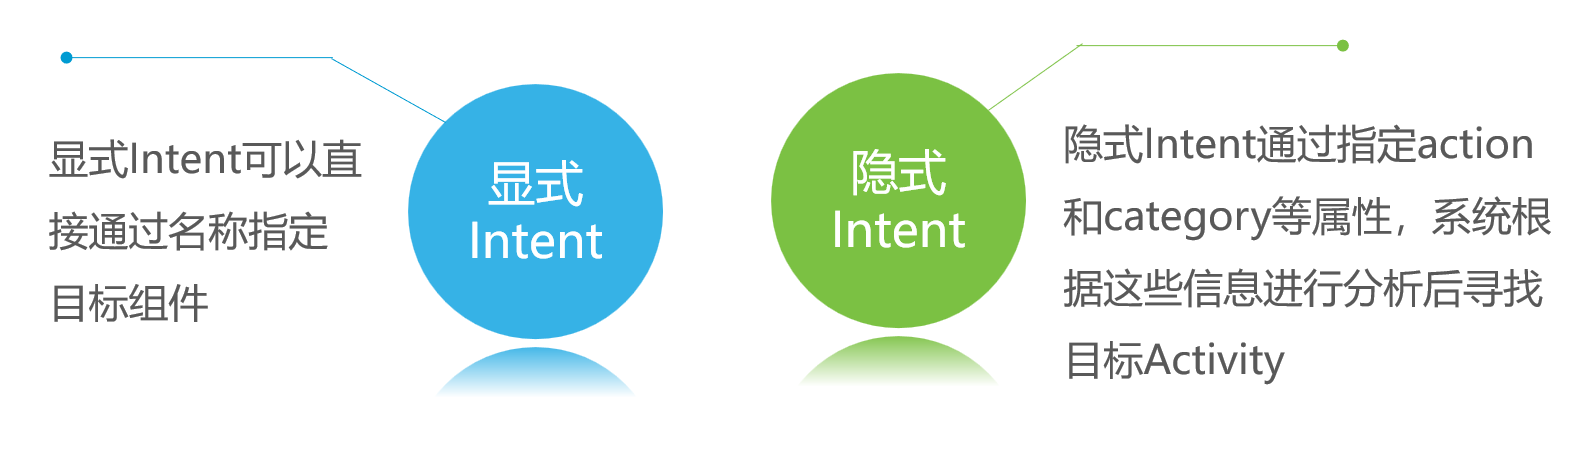 显式Intent可以直
接通过名称指定
目标组件
显式
Intent
隐式
Intent
隐式Intent通过指定action
和category等属性，系统根
据这些信息进行分析后寻找
目标Activity